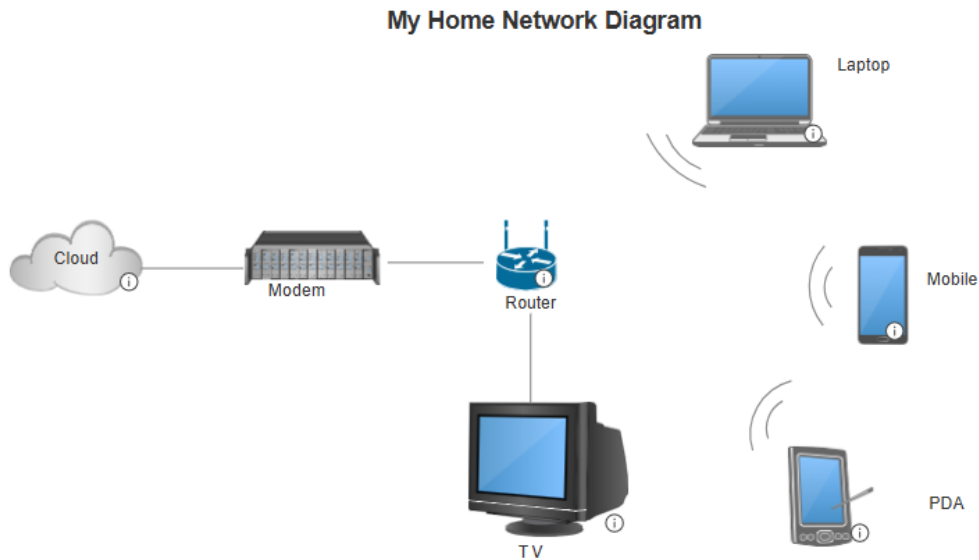 My Home Network Diagram
Laptop
Cloud
Modem
Router
Mobile
TV
PDA